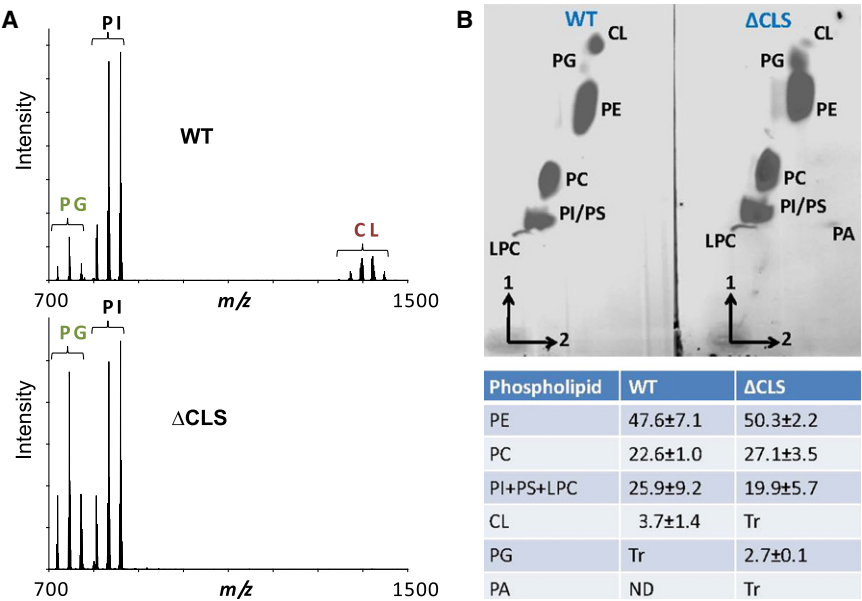 A
PI
Intensity
WT
PG
CL
700
m/z
1500
PI
PG
Intensity
ΔCLS
700
m/z
1500
B
WT
ΔCLS
CL
PG
PE
PC
PI/PS
LPC
1
2
CL
PG
PE
PC
PI/PS
PA
LPC
1
2
Phospholipid WT ΔCLS
PE 47.6±7.1 50.3±2.2
PC 22.6±1.0 27.1±3.5
PI+PS+LPC 25.9±9.2 19.9±5.7
CL 3.7±1.4 Tr
PG Tr 2.7±0.1
PA ND Tr